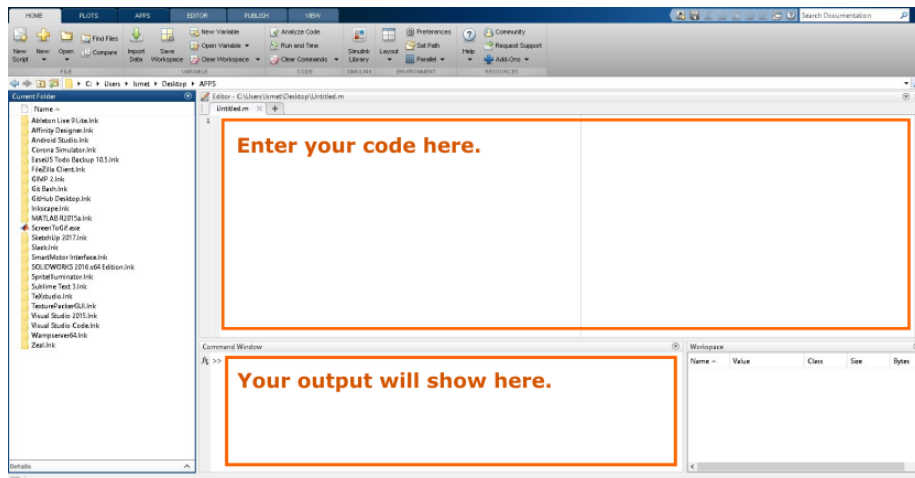 HOME PLOTS APPS EDITOR PUBLISH VIEW
Search Documentation
New Script
New
Open
Find Files
Compare
Import Data
Save Workspace
New Variable
Open Variable
Clear Workspace
Analyze Code
Run and Time
Clear Commands
Simulink Library
Layout
Preferences
Set Path
Parallel
Help
Community
Request Support
Add-Ons
FILE VARIABLE CODE SIMULINK ENVIRONMENT RESOURCES
C: Users Ismet Desktop APPS
Current Folder
Name
Ableton Live 9 Lite.lnk
Affinity Designer.lnk
Android Studio.lnk
Corona Simulator.lnk
EaseUS Todo Backup 10.5.lnk
FileZilla Client.lnk
GIMP 2.lnk
Git Bash.lnk
GitHub Desktop.lnk
Inkscape.lnk
MATLAB R2015a.lnk
ScreenToGif.exe
SketchUp 2017.lnk
Slack.lnk
SmartMotor Interface.lnk
SOLIDWORKS 2016 x64 Edition.lnk
SpriteIlluminator.lnk
Sublime Text 3.lnk
TeXstudio.lnk
TexturePackerGUI.lnk
Visual Studio 2015.lnk
Visual Studio Code.lnk
Wampserver64.lnk
Zeal.lnk
Details
Editor - C:\Users\Ismet\Desktop\Untitled.m
Untitled.m
1
Enter your code here.
Command Window
fx >>
Your output will show here.
Workspace
Name Value Class Size Bytes